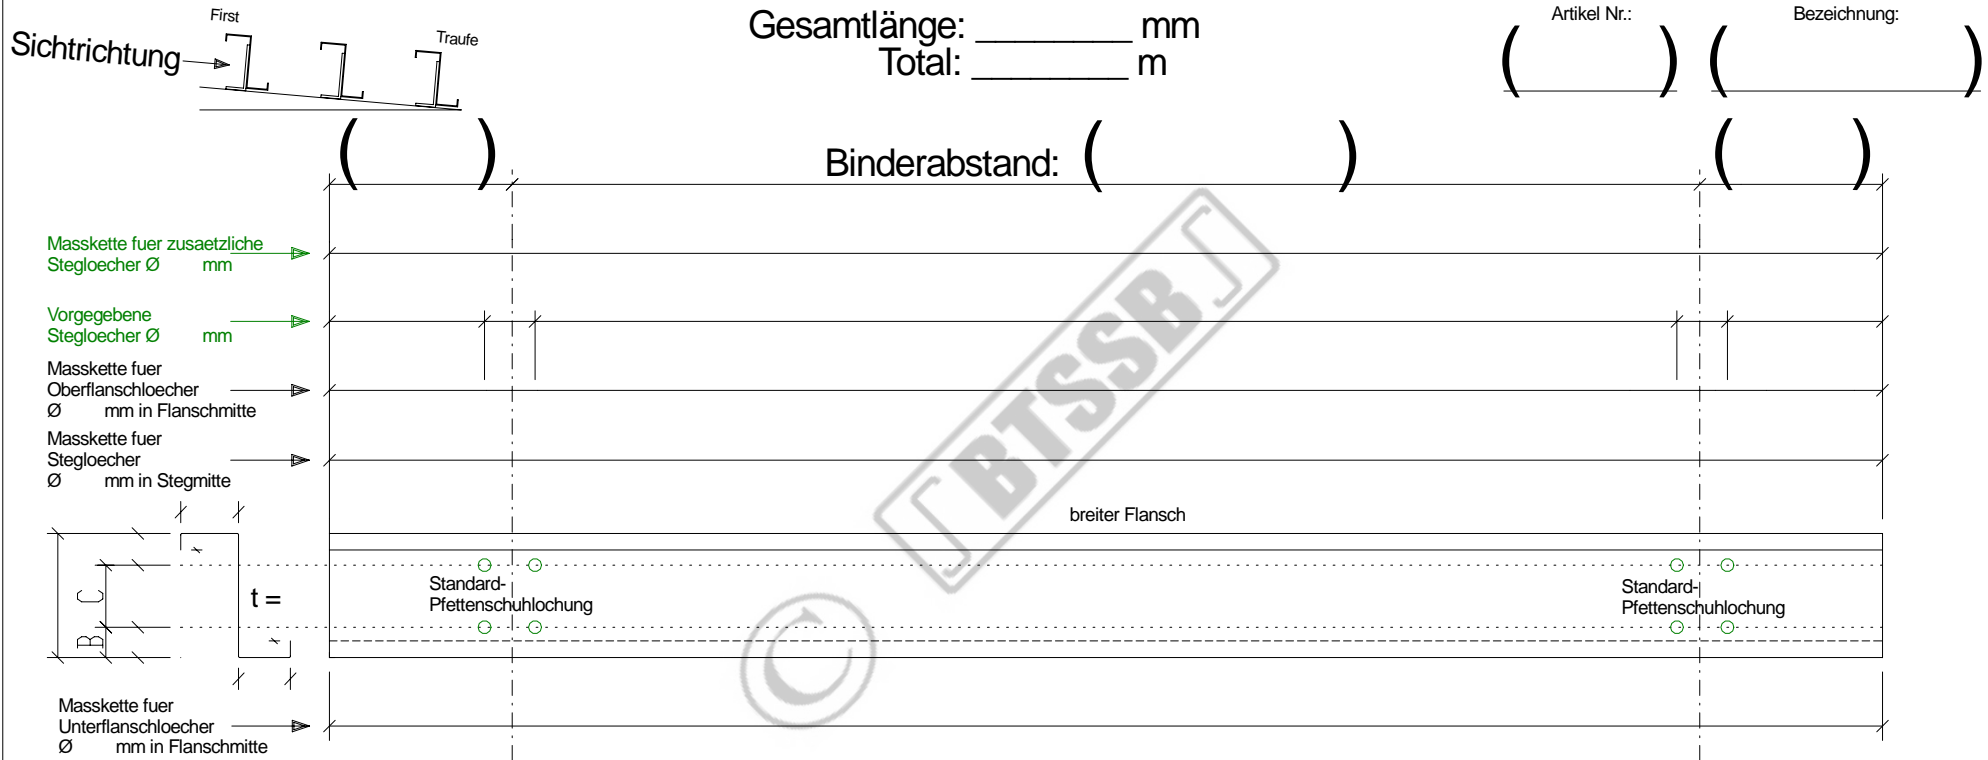 First
Traufe
Sichtrichtung
Gesamtlänge: ________ mm
Total: ________ m
Artikel Nr.:
( )
Bezeichnung:
( )
( )
Binderabstand: ( )
( )
Masskette fuer zusaetzliche
Stegloecher Ø mm
Vorgegebene
Stegloecher Ø mm
Masskette fuer
Oberflanschloecher
Ø mm in Flanschmitte
Masskette fuer
Stegloecher
Ø mm in Stegmitte
breiter Flansch
C
B
t =
Standard-
Pfettenschuhlochung
Standard-
Pfettenschuhlochung
Masskette fuer
Unterflanschloecher
Ø mm in Flanschmitte
© BTSSB